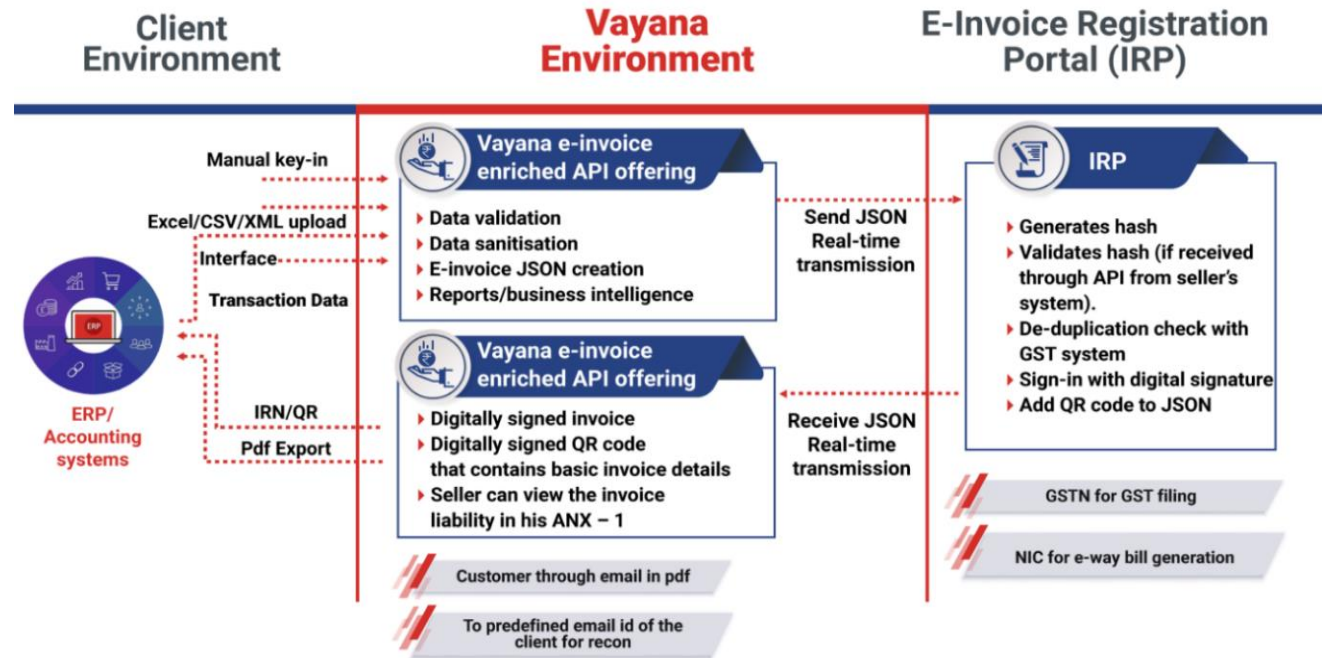 Client
Environment
Vayana
Environment
E-Invoice Registration
Portal (IRP)
Manual key-in
Excel/CSV/XML upload
Interface
Transaction Data
ERP
ERP/
Accounting
systems
IRN/QR
Pdf Export
Vayana e-invoice
enriched API offering
Data validation
Data sanitisation
E-invoice JSON creation
Reports/business intelligence
Vayana e-invoice
enriched API offering
Digitally signed invoice
Digitally signed QR code
that contains basic invoice details
Seller can view the invoice
liability in his ANX – 1
Customer through email in pdf
To predefined email id of the
client for recon
Send JSON
Real-time
transmission
Receive JSON
Real-time
transmission
IRP
Generates hash
Validates hash (if received
through API from seller's
system).
De-duplication check with
GST system
Sign-in with digital signature
Add QR code to JSON
GSTN for GST filing
NIC for e-way bill generation